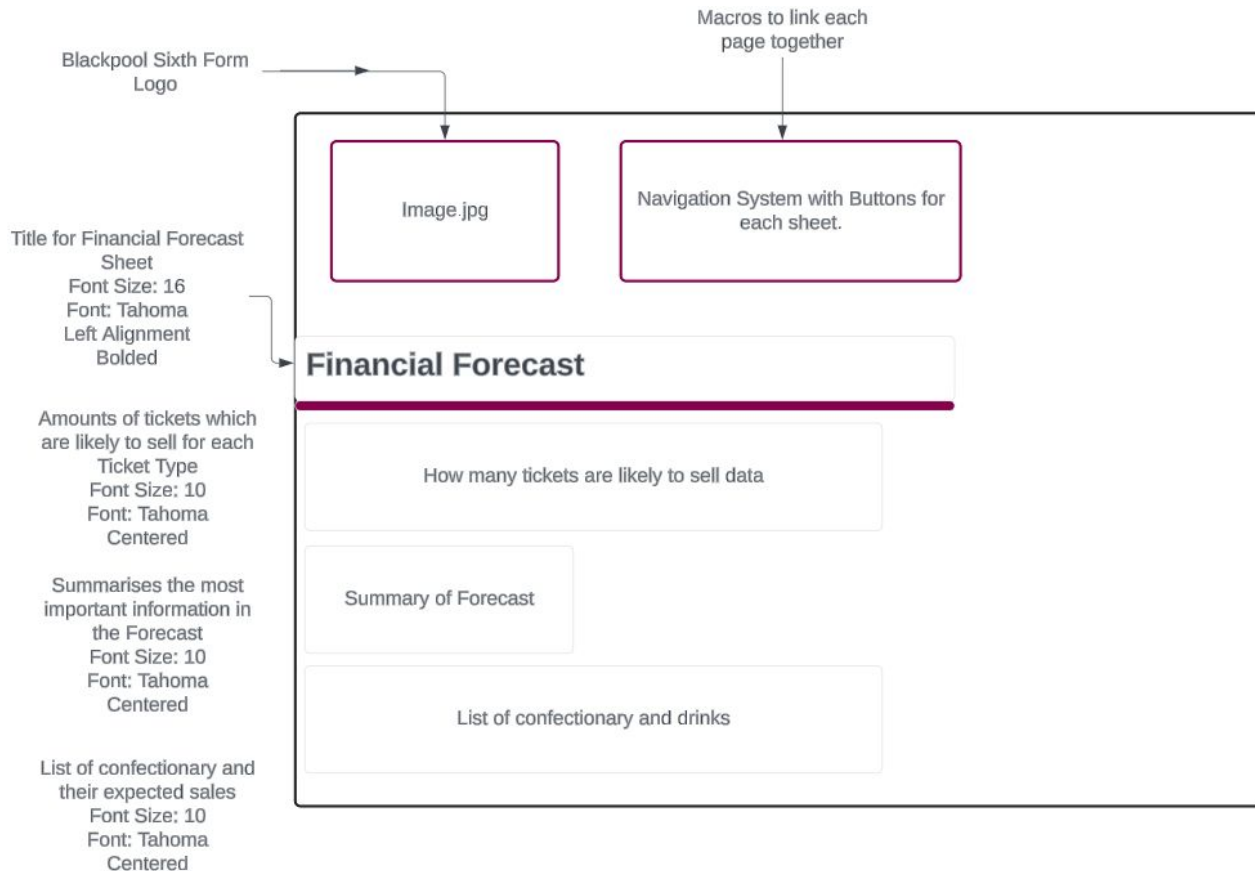 Macros to link each
page together
Blackpool Sixth Form
Logo
Image.jpg
Navigation System with Buttons for
each sheet.
Title for Financial Forecast
Sheet
Font Size: 16
Font: Tahoma
Left Alignment
Bolded
Financial Forecast
Amounts of tickets which
are likely to sell for each
Ticket Type
Font Size: 10
Font: Tahoma
Centered
How many tickets are likely to sell data
Summarises the most
important information in
the Forecast
Font Size: 10
Font: Tahoma
Centered
Summary of Forecast
List of confectionary and drinks
List of confectionary and
their expected sales
Font Size: 10
Font: Tahoma
Centered